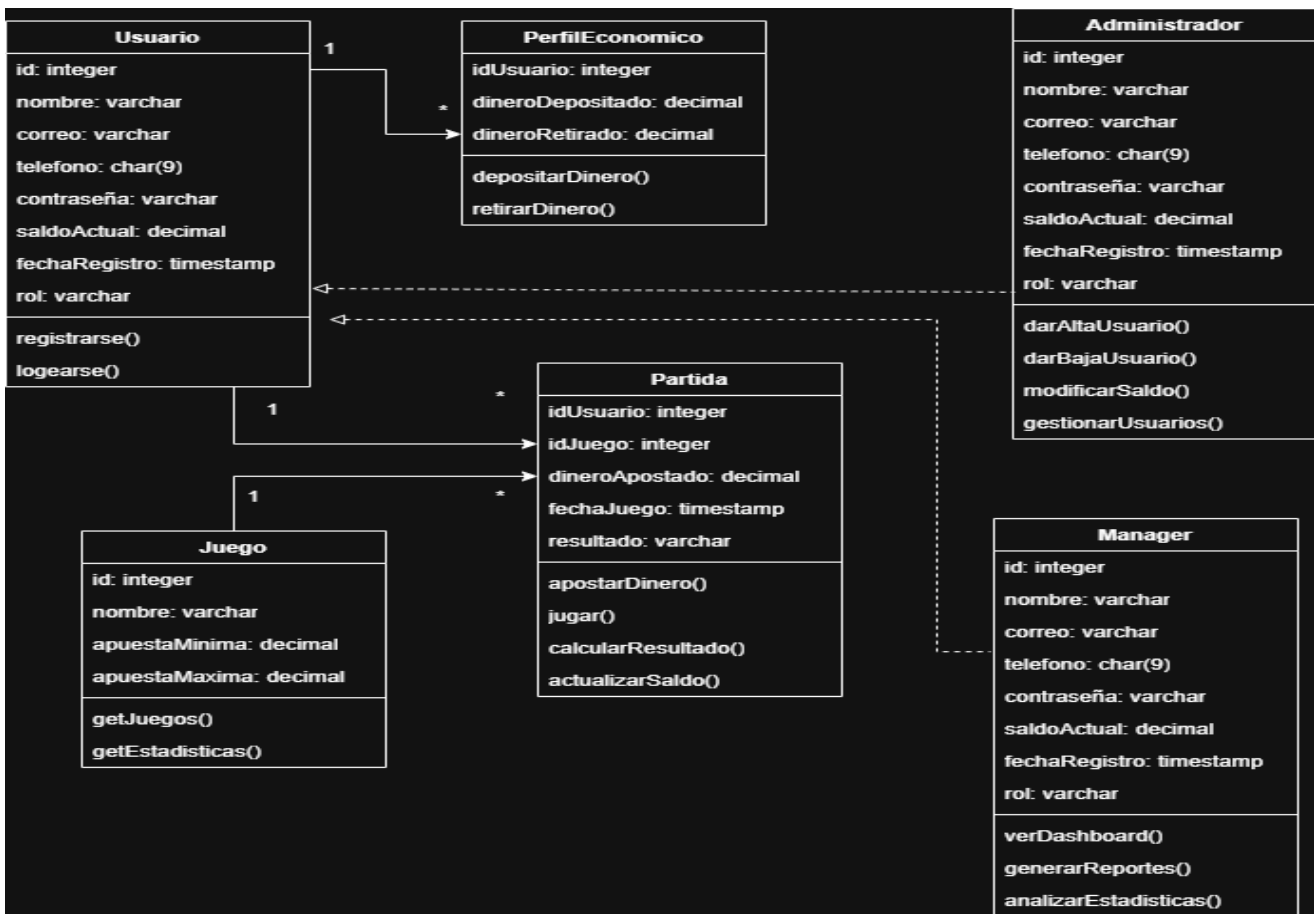 Usuario
id: integer
nombre: varchar
correo: varchar
telefono: char(9)
contraseña: varchar
saldoActual: decimal
fechaRegistro: timestamp
rol: varchar
registrarse()
logearse()
1
*
PerfilEconomico
idUsuario: integer
dineroDepositado: decimal
dineroRetirado: decimal
depositarDinero()
retirarDinero()
Administrador
id: integer
nombre: varchar
correo: varchar
telefono: char(9)
contraseña: varchar
saldoActual: decimal
fechaRegistro: timestamp
rol: varchar
darAltaUsuario()
darBajaUsuario()
modificarSaldo()
gestionarUsuarios()
1
*
Partida
idUsuario: integer
idJuego: integer
dineroApostado: decimal
fechaJuego: timestamp
resultado: varchar
apostarDinero()
jugar()
calcularResultado()
actualizarSaldo()
1
*
Juego
id: integer
nombre: varchar
apuestaMinima: decimal
apuestaMaxima: decimal
getJuegos()
getEstadisticas()
Manager
id: integer
nombre: varchar
correo: varchar
telefono: char(9)
contraseña: varchar
saldoActual: decimal
fechaRegistro: timestamp
rol: varchar
verDashboard()
generarReportes()
analizarEstadisticas()